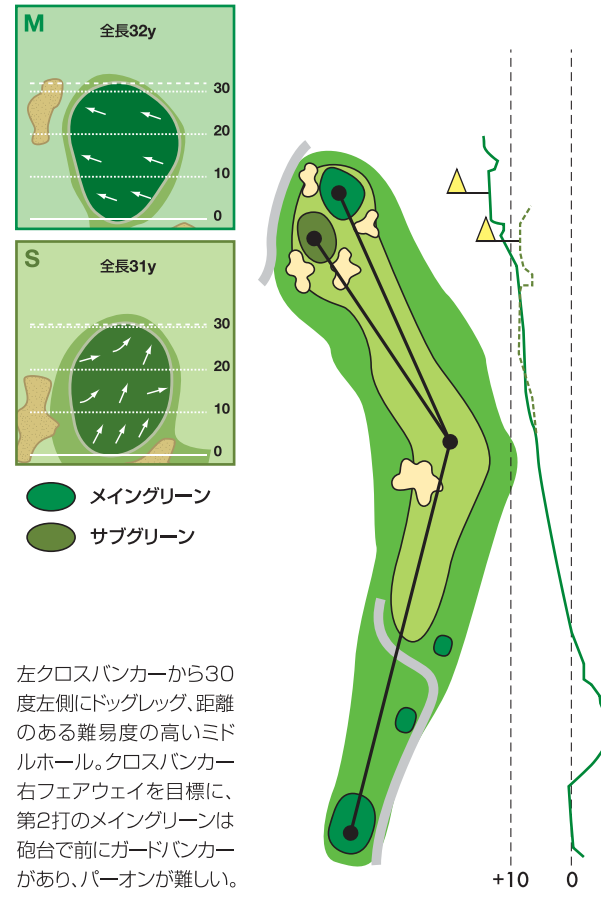 M
全長32y
30
20
10
0
S
全長31y
30
20
10
0
メイングリーン
サブグリーン
左クロスバンカーから30
度左側にドッグレッグ、距離
のある難易度の高いミド
ルホール。クロスバンカー
右フェアウェイを目標に、
第2打のメイングリーンは
砲台で前にガードバンカー
があり、パーオンが難しい。
+10 0